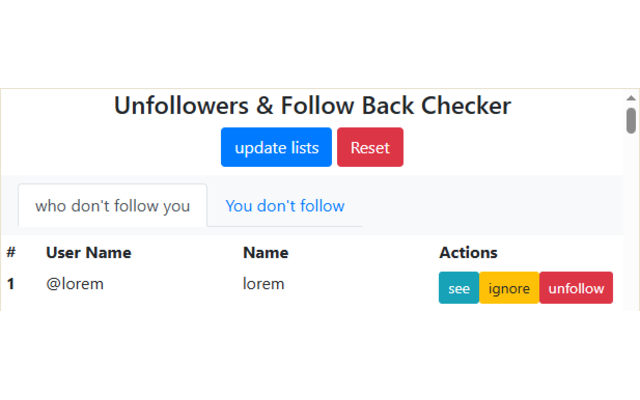 Unfollowers & Follow Back Checker
update lists Reset
who don't follow you You don't follow
# User Name Name Actions
1 @lorem lorem see ignore unfollow